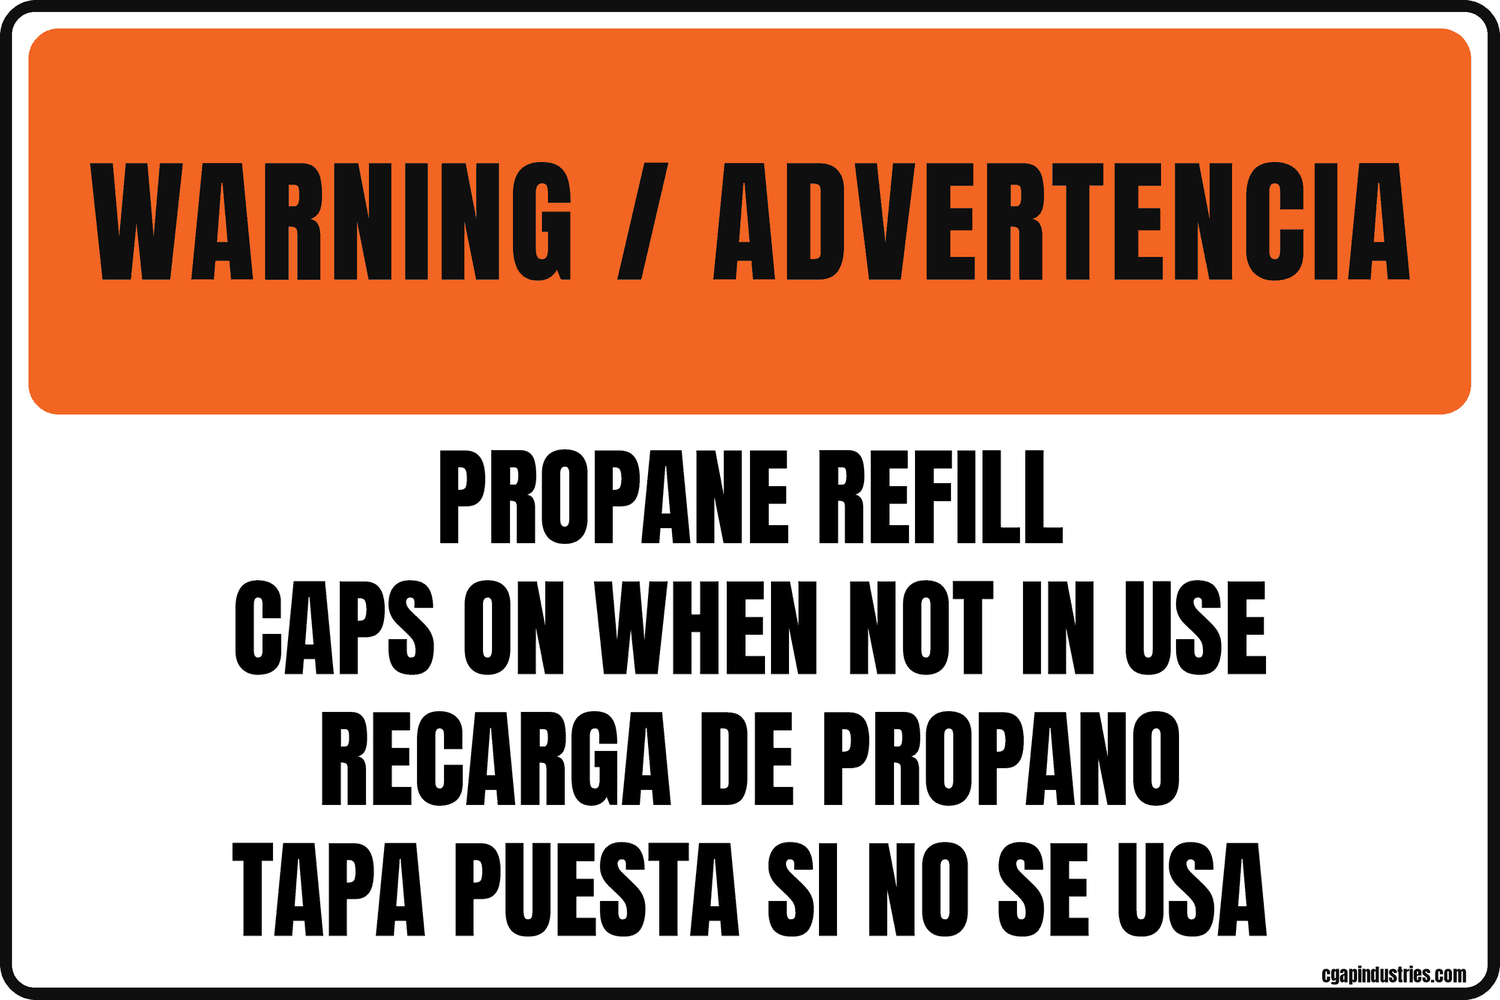 WARNING / ADVERTENCIA
PROPANE REFILL
CAPS ON WHEN NOT IN USE
RECARGA DE PROPANO
TAPA PUESTA SI NO SE USA
cgapindustries.com